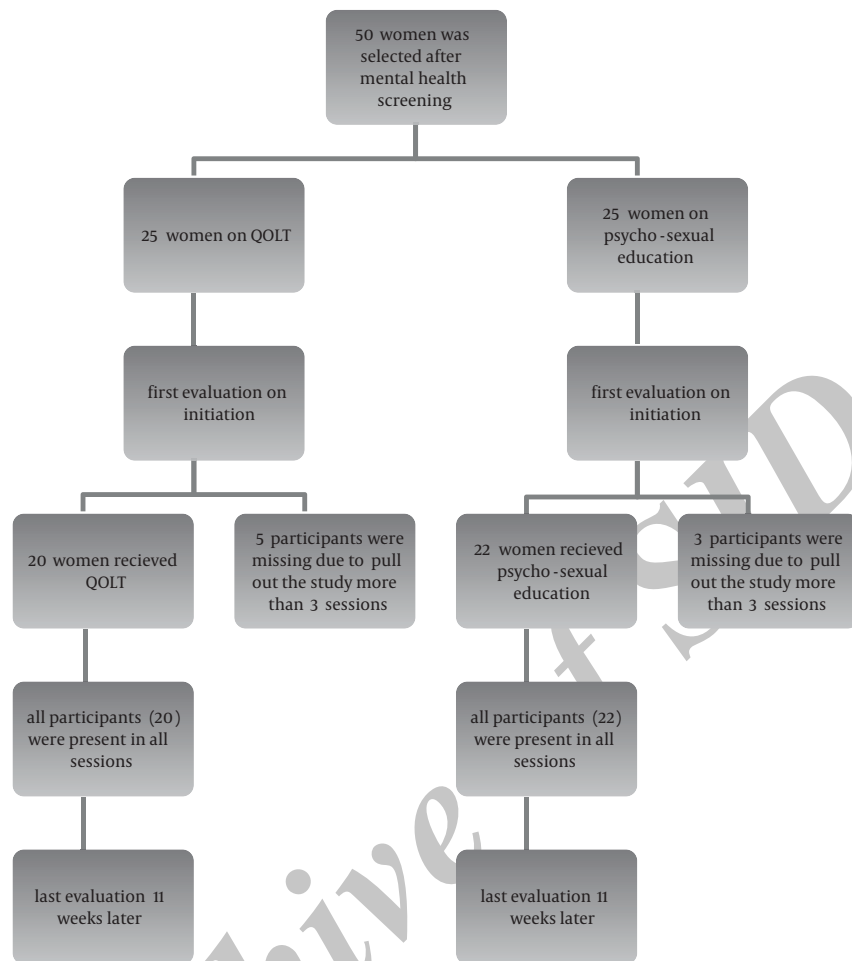 50 women was
selected after
mental health
screening
25 women on QOLT
25 women on
psycho-sexual
education
first evaluation on
initiation
first evaluation on
initiation
20 women recieved
QOLT
5 participants were
missing due to pull
out the study more
than 3 sessions
22 women recieved
psycho-sexual
education
3 participants were
missing due to pull
out the study more
than 3 sessions
all participants (20)
were present in all
sessions
all participants (22)
were present in all
sessions
last evaluation 11
weeks later
last evaluation 11
weeks later